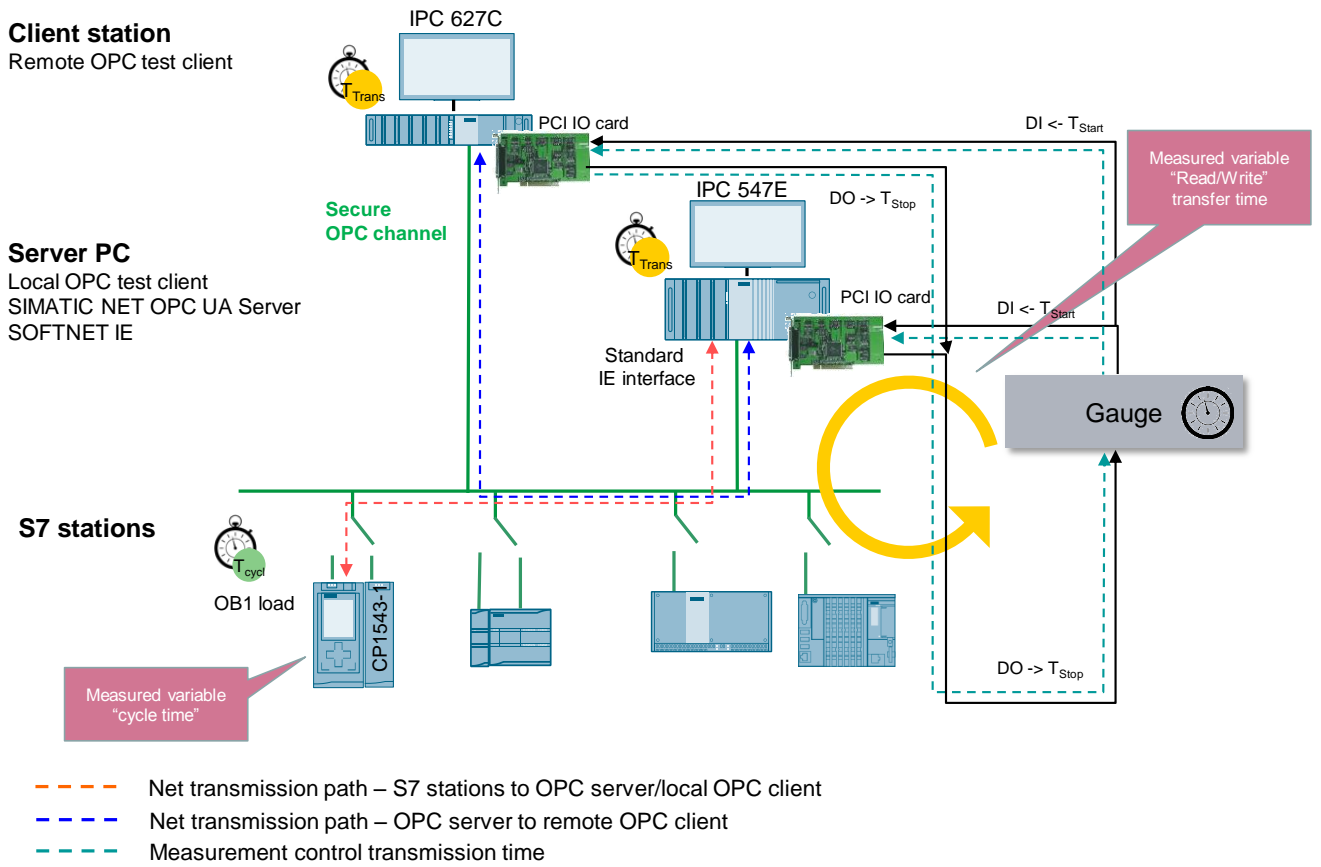 IPC 627C
Client station
Remote OPC test client
TTrans
PCI IO card
DI <- TStart
Measured variable
“Read/Write”
transfer time
IPC 547E
DO -> TStop
Secure
OPC channel
Server PC
Local OPC test client
SIMATIC NET OPC UA Server
SOFTNET IE
TTrans
PCI IO card
DI <- TStart
Standard
IE interface
Gauge
S7 stations
Tcycl
OB1 load
CP1543-1
DO -> TStop
Measured variable
“cycle time”
Net transmission path – S7 stations to OPC server/local OPC client
Net transmission path – OPC server to remote OPC client
Measurement control transmission time